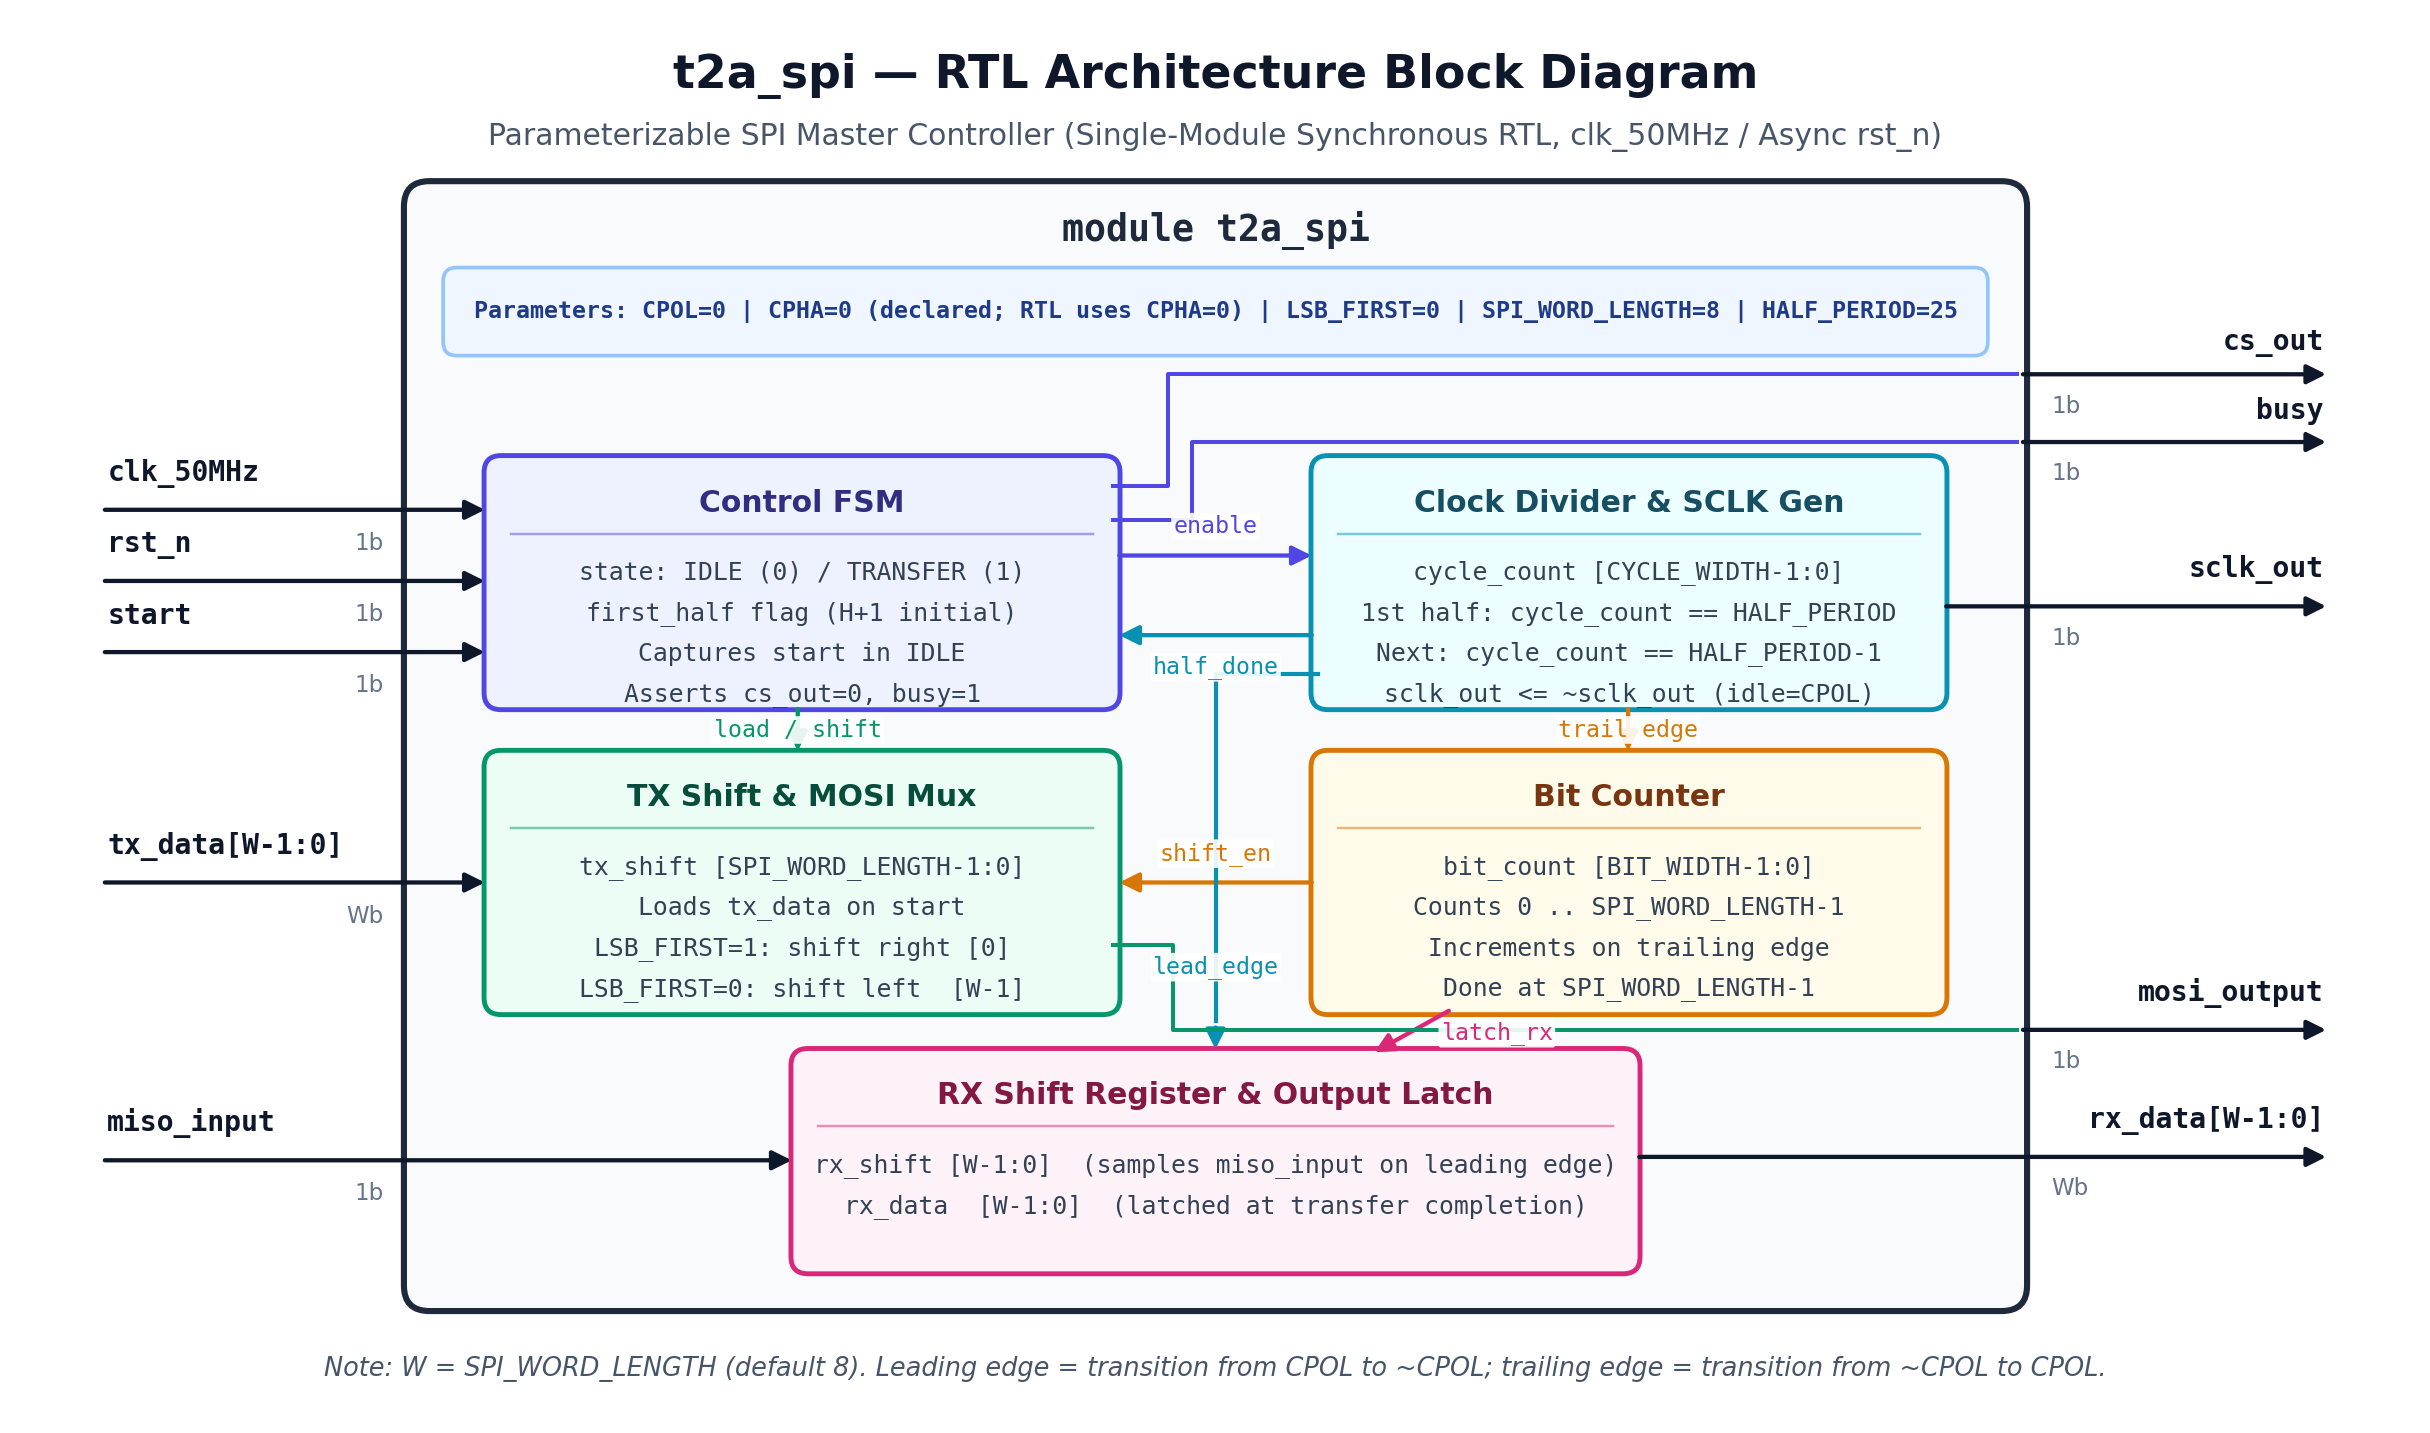 t2a_spi — RTL Architecture Block Diagram
Parameterizable SPI Master Controller (Single-Module Synchronous RTL, clk_50MHz / Async rst_n)
module t2a_spi
Parameters: CPOL=0 | CPHA=0 (declared; RTL uses CPHA=0) | LSB_FIRST=0 | SPI_WORD_LENGTH=8 | HALF_PERIOD=25
cs_out
1b
busy
1b
clk_50MHz
1b
rst_n
1b
start
1b
Control FSM
state: IDLE (0) / TRANSFER (1)
first_half flag (H+1 initial)
Captures start in IDLE
Asserts cs_out=0, busy=1
enable
half_done
Clock Divider & SCLK Gen
cycle_count [CYCLE_WIDTH-1:0]
1st half: cycle_count == HALF_PERIOD
Next: cycle_count == HALF_PERIOD-1
sclk_out <= ~sclk_out (idle=CPOL)
sclk_out
1b
load / shift
trail_edge
tx_data[W-1:0]
Wb
TX Shift & MOSI Mux
tx_shift [SPI_WORD_LENGTH-1:0]
Loads tx_data on start
LSB_FIRST=1: shift right [0]
LSB_FIRST=0: shift left  [W-1]
shift_en
lead_edge
Bit Counter
bit_count [BIT_WIDTH-1:0]
Counts 0 .. SPI_WORD_LENGTH-1
Increments on trailing edge
Done at SPI_WORD_LENGTH-1
mosi_output
1b
latch_rx
miso_input
1b
RX Shift Register & Output Latch
rx_shift [W-1:0]  (samples miso_input on leading edge)
rx_data  [W-1:0]  (latched at transfer completion)
rx_data[W-1:0]
Wb
Note: W = SPI_WORD_LENGTH (default 8). Leading edge = transition from CPOL to ~CPOL; trailing edge = transition from ~CPOL to CPOL.